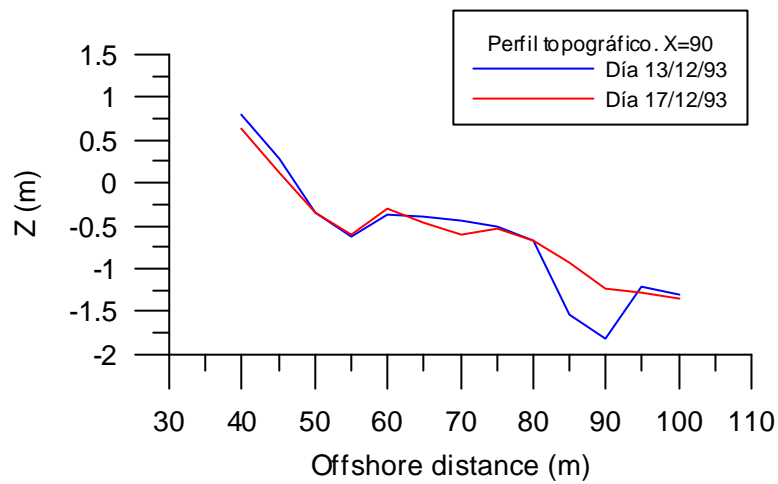 Perfil topográfico. X=90
Día 13/12/93
Día 17/12/93
1.5
1
0.5
0
-0.5
-1
-1.5
-2
Z (m)
30 40 50 60 70 80 90 100 110
Offshore distance (m)